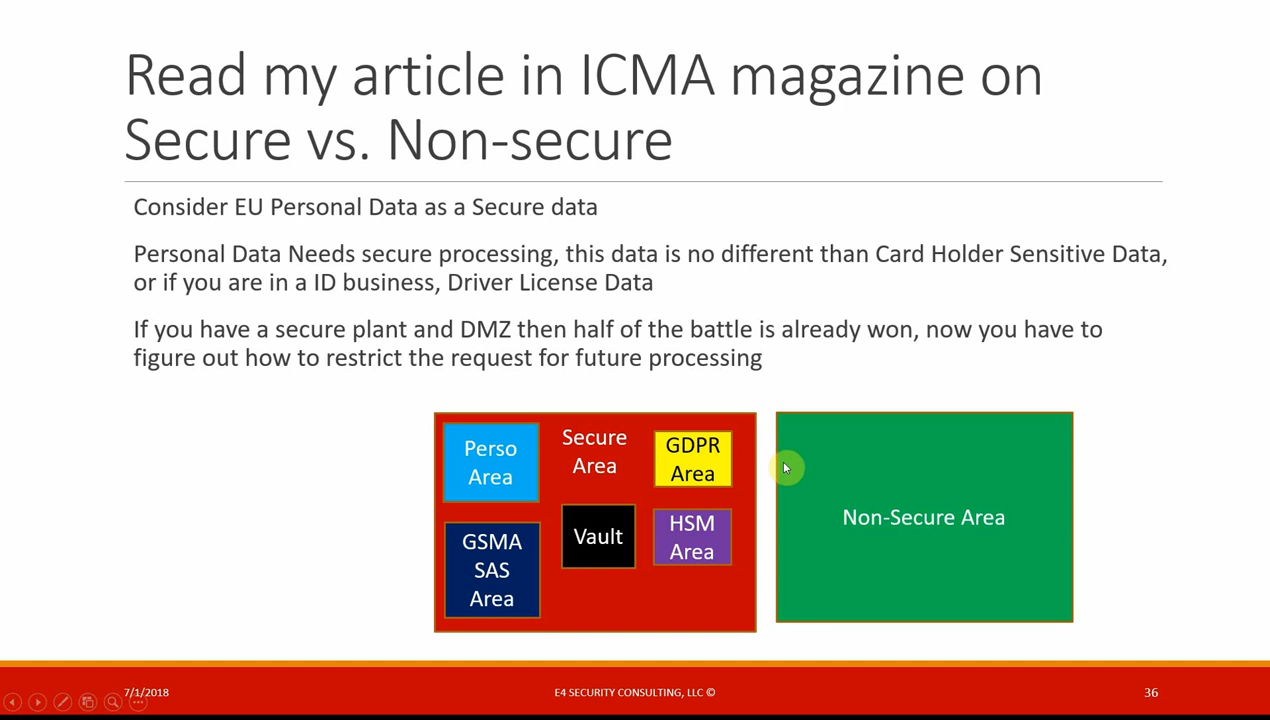 Read my article in ICMA magazine on
Secure vs. Non-secure
Consider EU Personal Data as a Secure data
Personal Data Needs secure processing, this data is no different than Card Holder Sensitive Data,
or if you are in a ID business, Driver License Data
If you have a secure plant and DMZ then half of the battle is already won, now you have to
figure out how to restrict the request for future processing
Perso
Area
Secure
Area
GDPR
Area
GSMA
SAS
Area
Vault
HSM
Area
Non-Secure Area
7/1/2018
E4 SECURITY CONSULTING, LLC ©
36